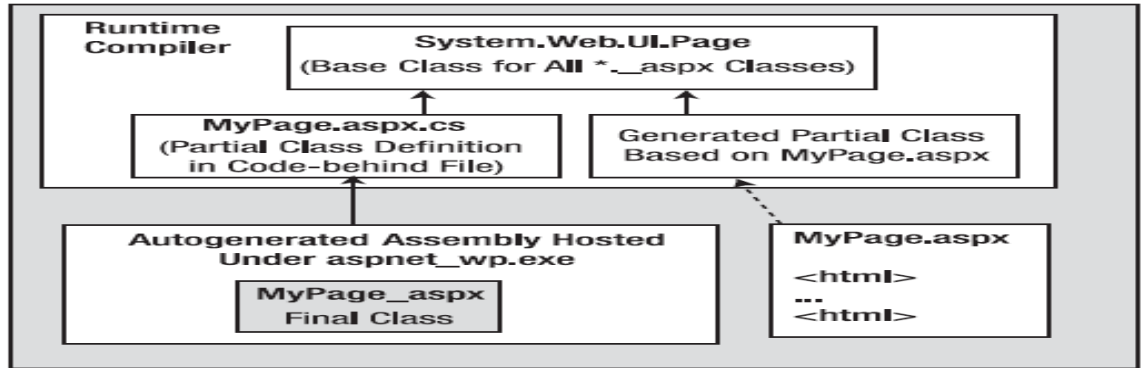 Runtime
Compiler
System.Web.UI.Page
(Base Class for All *._aspx Classes)
MyPage.aspx.cs
(Partial Class Definition
in Code-behind File)
Generated Partial Class
Based on MyPage.aspx
Autogenerated Assembly Hosted
Under aspnet_wp.exe
MyPage_aspx
Final Class
MyPage.aspx
<html>
...
<html>